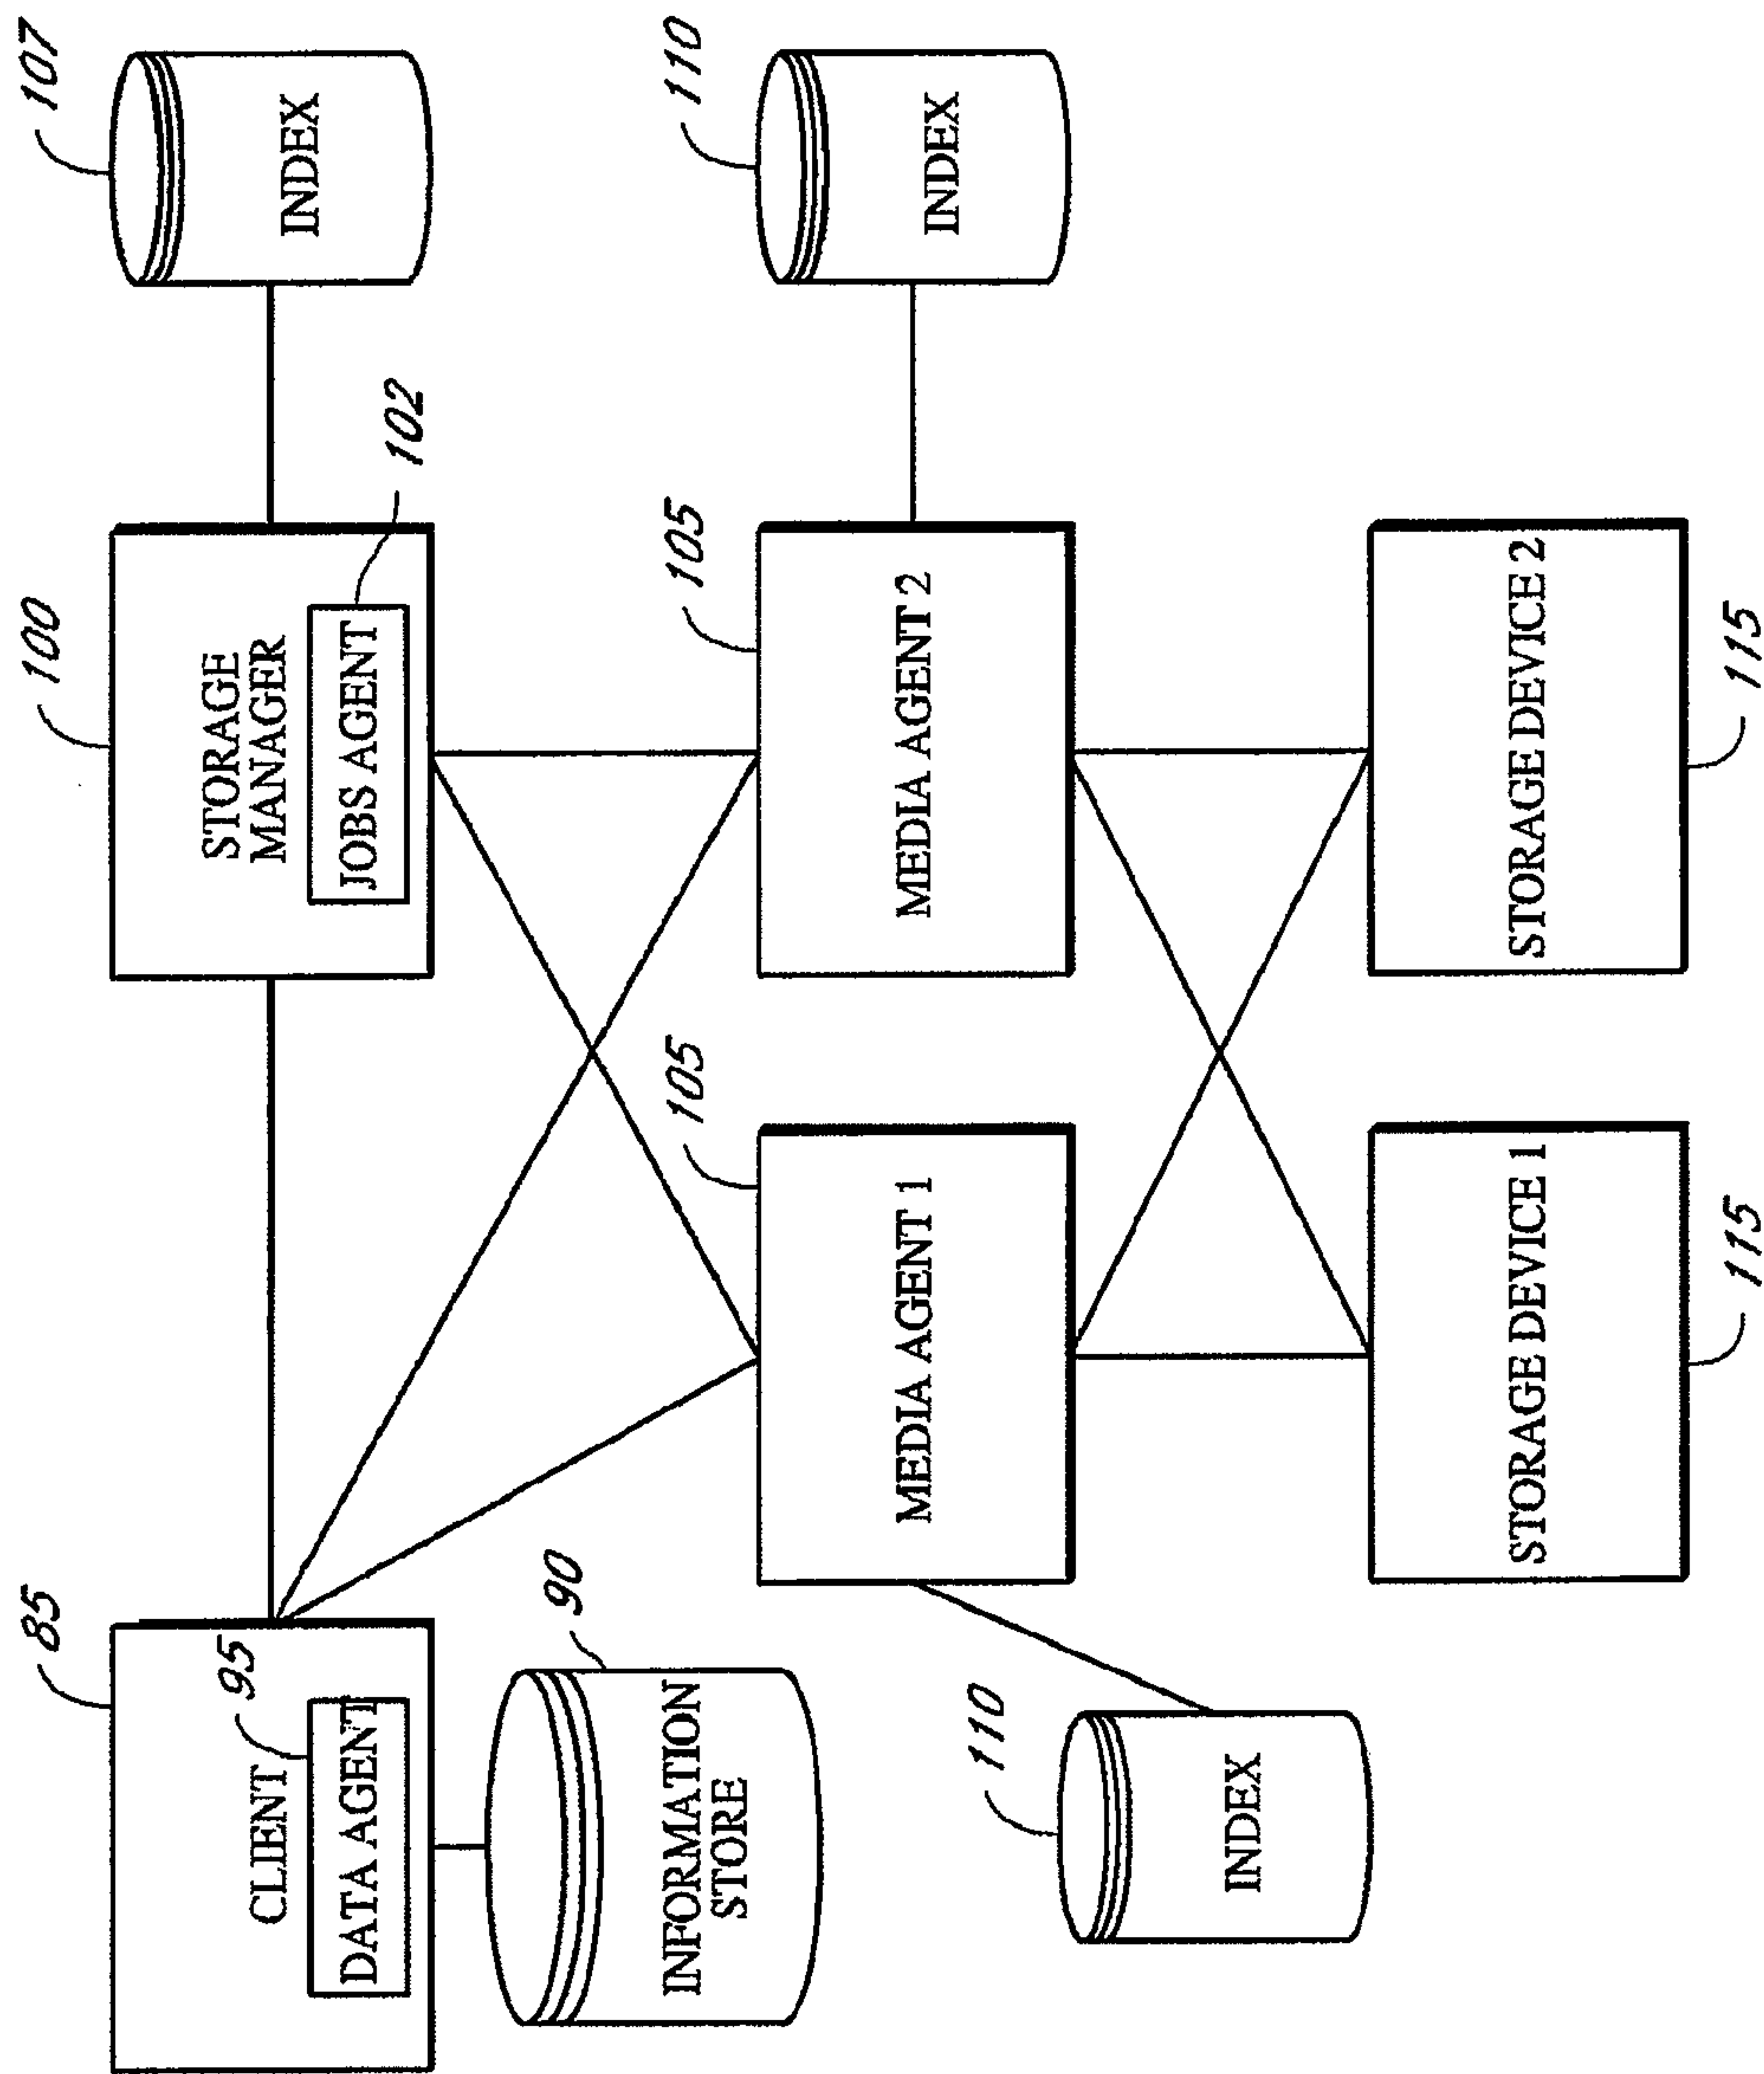 85
100
107
CLIENT
95
DATA AGENT
STORAGE
MANAGER
JOBS AGENT
102
INDEX
90
INFORMATION
STORE
105
MEDIA AGENT 1
105
MEDIA AGENT 2
110
INDEX
110
INDEX
STORAGE DEVICE 1
115
STORAGE DEVICE 2
115